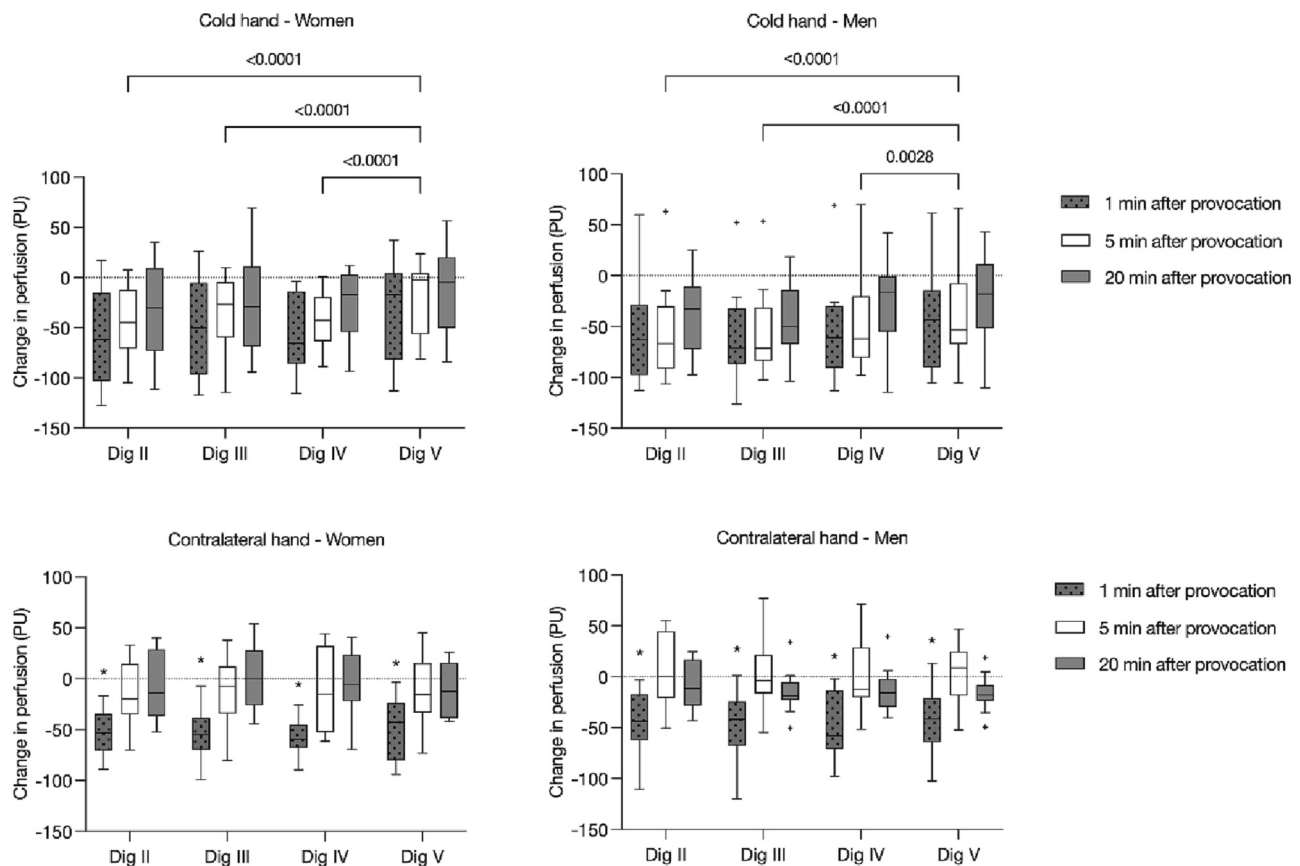 Cold hand - Women
<0.0001
<0.0001
<0.0001
100
50
0
-50
-100
-150
Change in perfusion (PU)
Dig II Dig III Dig IV Dig V
Cold hand - Men
<0.0001
<0.0001
0.0028
100
50
0
-50
-100
-150
Change in perfusion (PU)
Dig II Dig III Dig IV Dig V
1 min after provocation
5 min after provocation
20 min after provocation
Contralateral hand - Women
100
50
0
-50
-100
-150
Change in perfusion (PU)
* * * *
Dig II Dig III Dig IV Dig V
Contralateral hand - Men
100
50
0
-50
-100
-150
Change in perfusion (PU)
* * * *
Dig II Dig III Dig IV Dig V
1 min after provocation
5 min after provocation
20 min after provocation